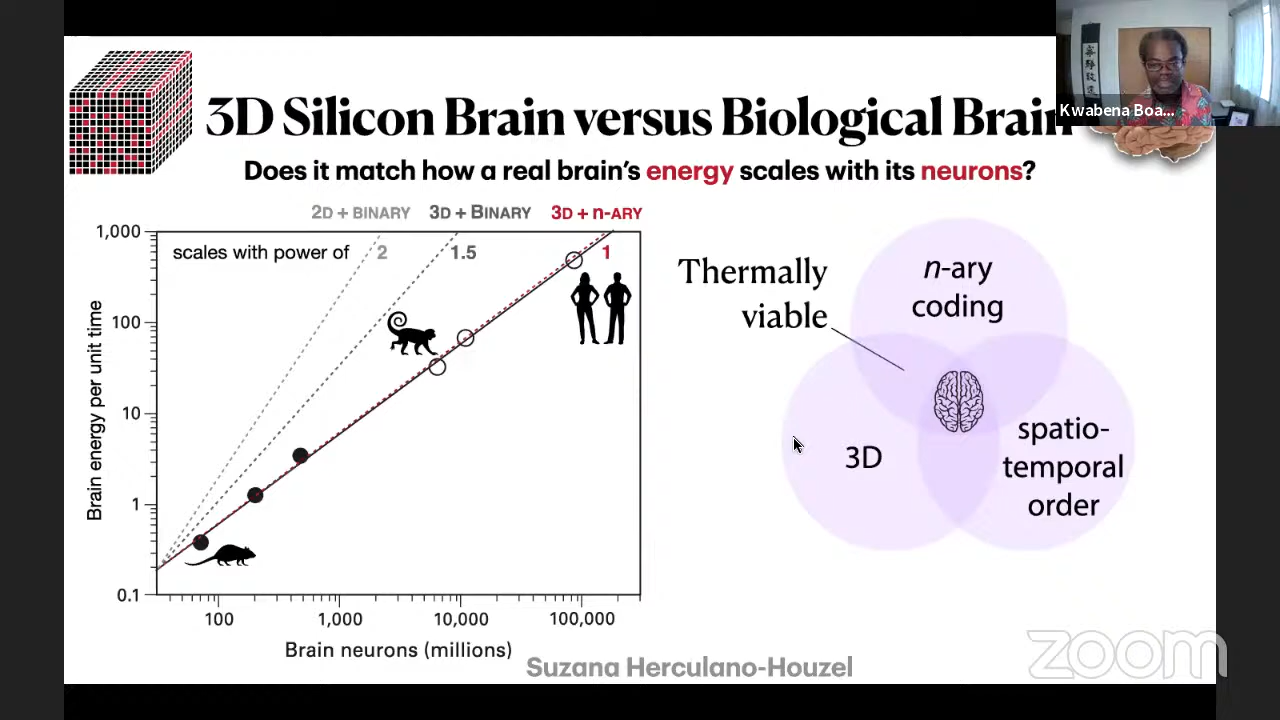 3D Silicon Brain versus Biological Brain
Kwabena Boa...
Does it match how a real brain's energy scales with its neurons?
2D + BINARY 3D + BINARY 3D + n-ARY
scales with power of 2 1.5 1
1,000
100
10
1
0.1
Brain energy per unit time
100 1,000 10,000 100,000
Brain neurons (millions)
Thermally
viable
n-ary
coding
3D
spatio-
temporal
order
Suzana Herculano-Houzel
zoom